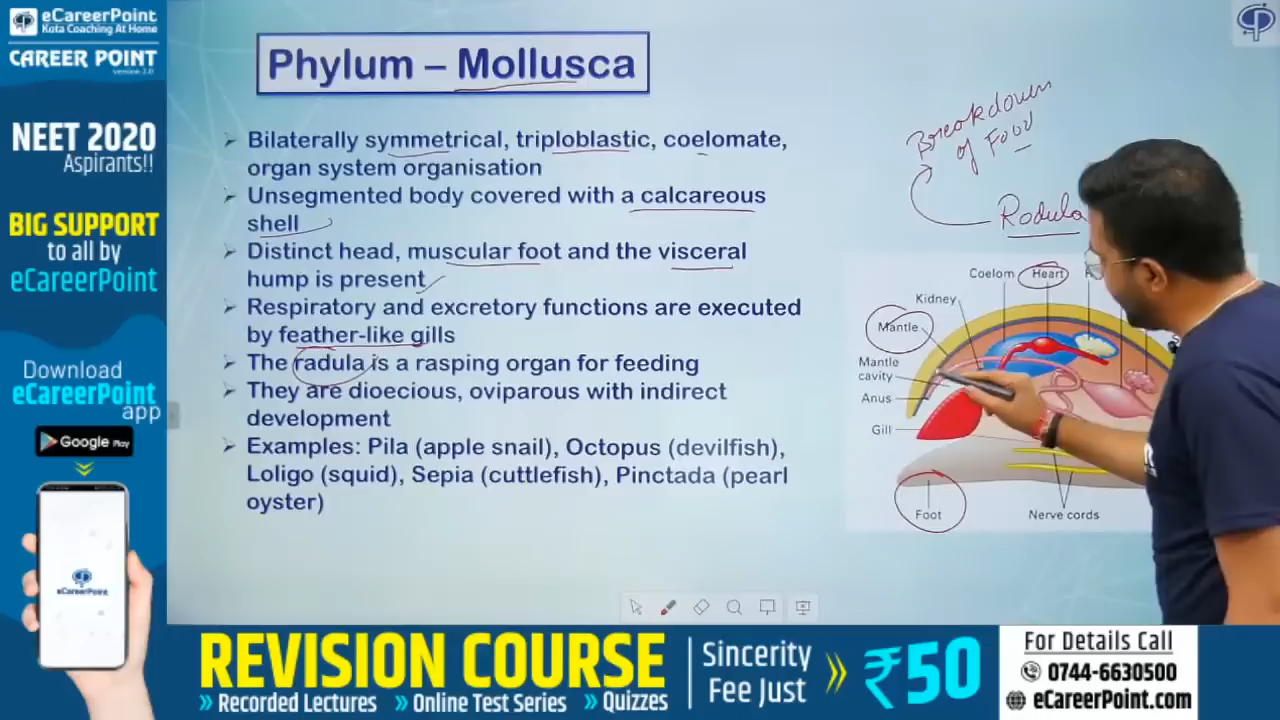 eCareerPoint
Kota Coaching At Home
CAREER POINT
version 2.0
NEET 2020
Aspirants!!
BIG SUPPORT
to all by
eCareerPoint
Download
eCareerPoint
app
Google Play
eCareerPoint
Phylum – Mollusca
➢ Bilaterally symmetrical, triploblastic, coelomate,
organ system organisation
➢ Unsegmented body covered with a calcareous
shell
➢ Distinct head, muscular foot and the visceral
hump is present
➢ Respiratory and excretory functions are executed
by feather-like gills
➢ The radula is a rasping organ for feeding
➢ They are dioecious, oviparous with indirect
development
➢ Examples: Pila (apple snail), Octopus (devilfish),
Loligo (squid), Sepia (cuttlefish), Pinctada (pearl
oyster)
Breakdown
of Food
Radula
Coelom
Heart
Kidney
Mantle
Mantle
cavity
Anus
Gill
Foot
Nerve cords
REVISION COURSE
» Recorded Lectures » Online Test Series » Quizzes
Sincerity
Fee Just
» ₹50
For Details Call
0744-6630500
eCareerPoint.com